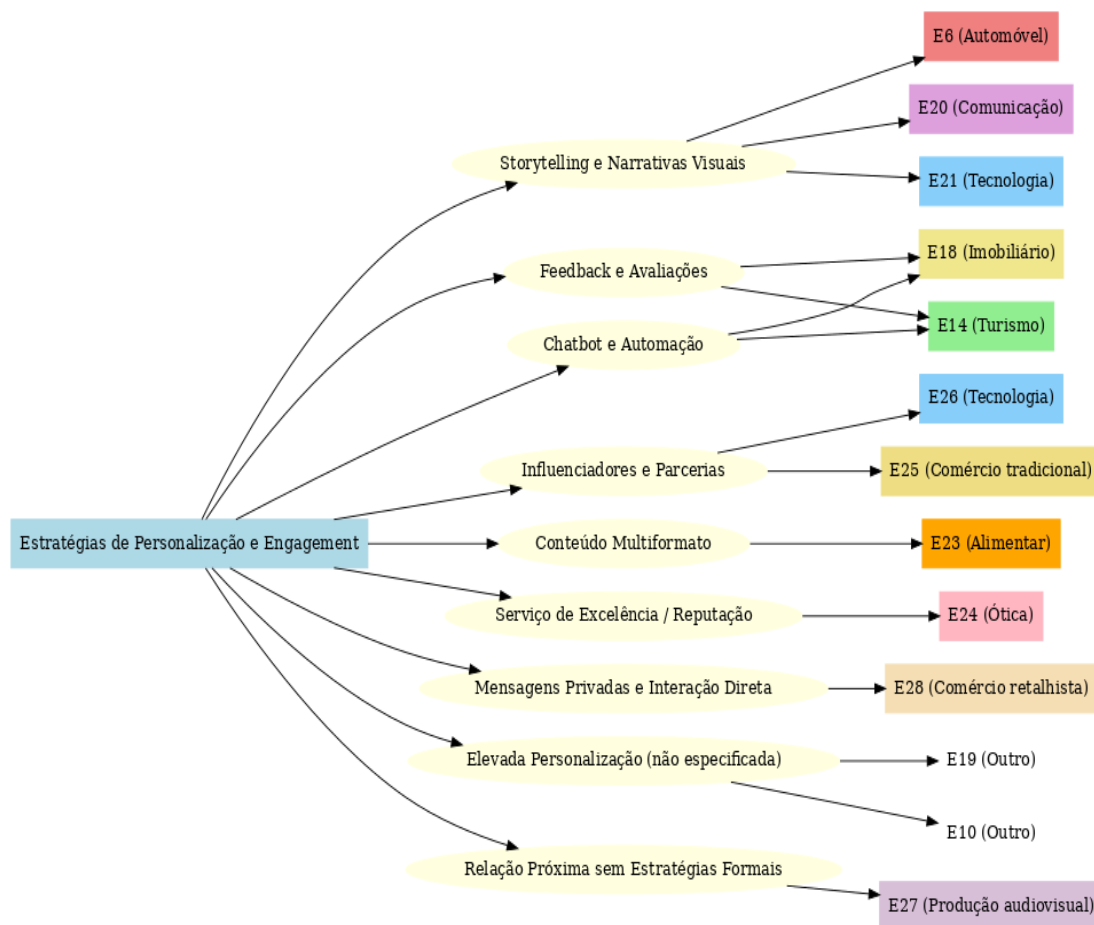 E6 (Automóvel)
E20 (Comunicação)
Storytelling e Narrativas Visuais
E21 (Tecnologia)
E18 (Imobiliário)
Feedback e Avaliações
E14 (Turismo)
Chatbot e Automação
E26 (Tecnologia)
Influenciadores e Parcerias
E25 (Comércio tradicional)
Estratégias de Personalização e Engagement
Conteúdo Multiformato
E23 (Alimentar)
Serviço de Excelência / Reputação
E24 (Ótica)
Mensagens Privadas e Interação Direta
E28 (Comércio retalhista)
Elevada Personalização (não especificada)
E19 (Outro)
E10 (Outro)
Relação Próxima sem Estratégias Formais
E27 (Produção audiovisual)